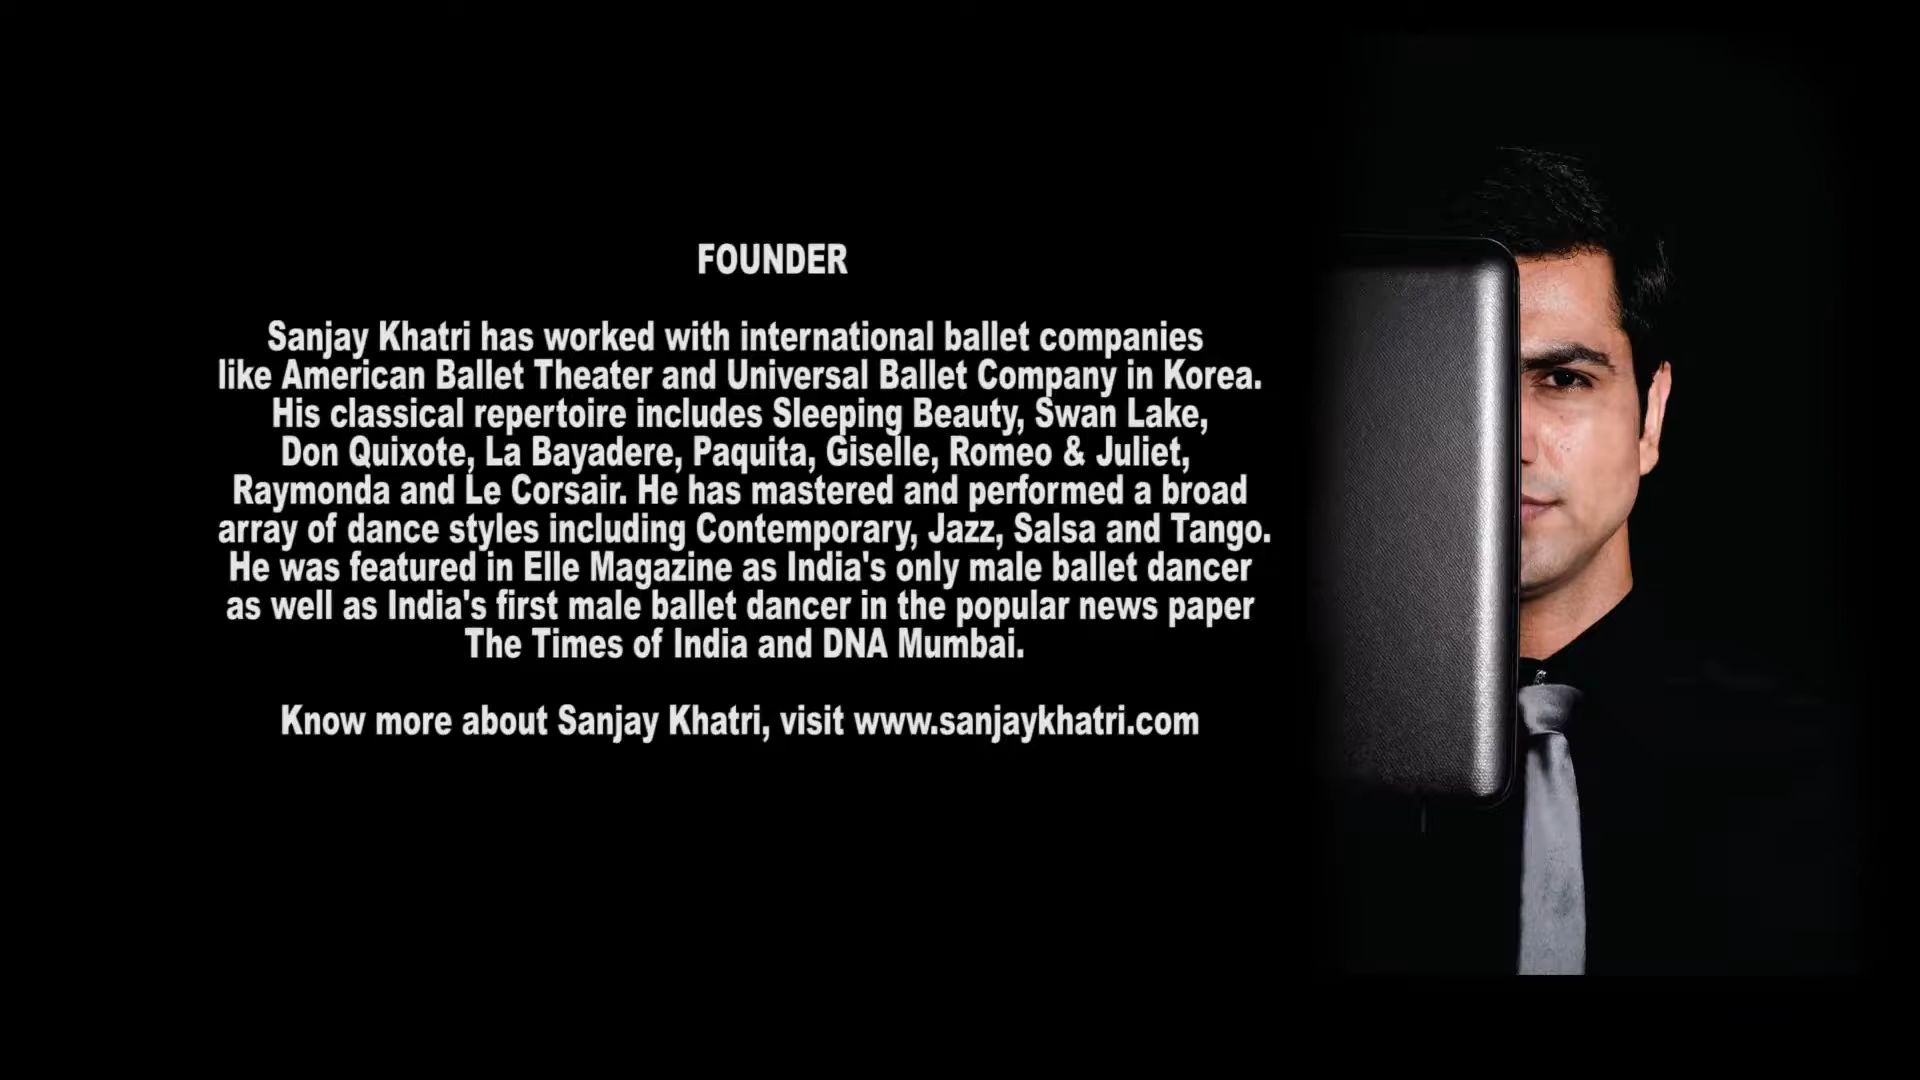 FOUNDER
Sanjay Khatri has worked with international ballet companies
like American Ballet Theater and Universal Ballet Company in Korea.
His classical repertoire includes Sleeping Beauty, Swan Lake,
Don Quixote, La Bayadere, Paquita, Giselle, Romeo & Juliet,
Raymonda and Le Corsair. He has mastered and performed a broad
array of dance styles including Contemporary, Jazz, Salsa and Tango.
He was featured in Elle Magazine as India's only male ballet dancer
as well as India's first male ballet dancer in the popular news paper
The Times of India and DNA Mumbai.
Know more about Sanjay Khatri, visit www.sanjaykhatri.com